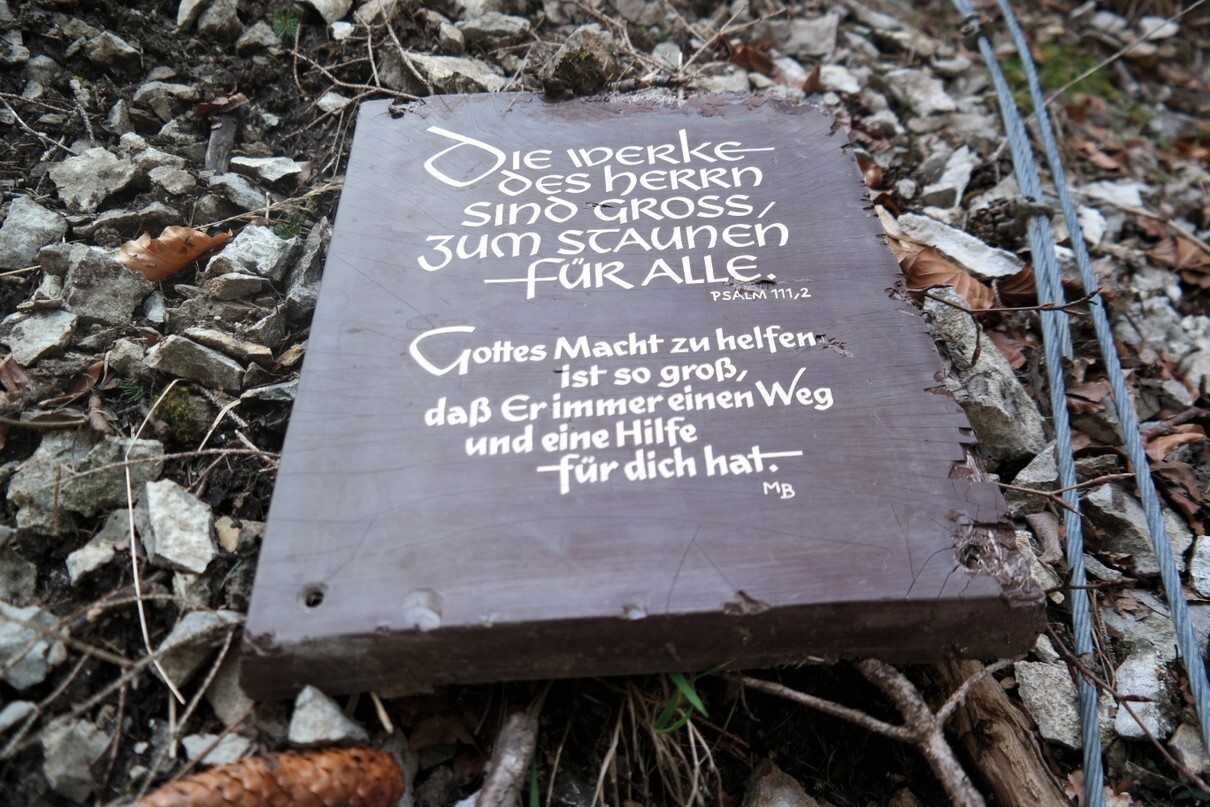 Die Werke
des Herrn
sind gross,
zum Staunen
für alle.
PSALM 111,2
Gottes Macht zu helfen
ist so groß,
daß Er immer einen Weg
und eine Hilfe
für dich hat.
MB